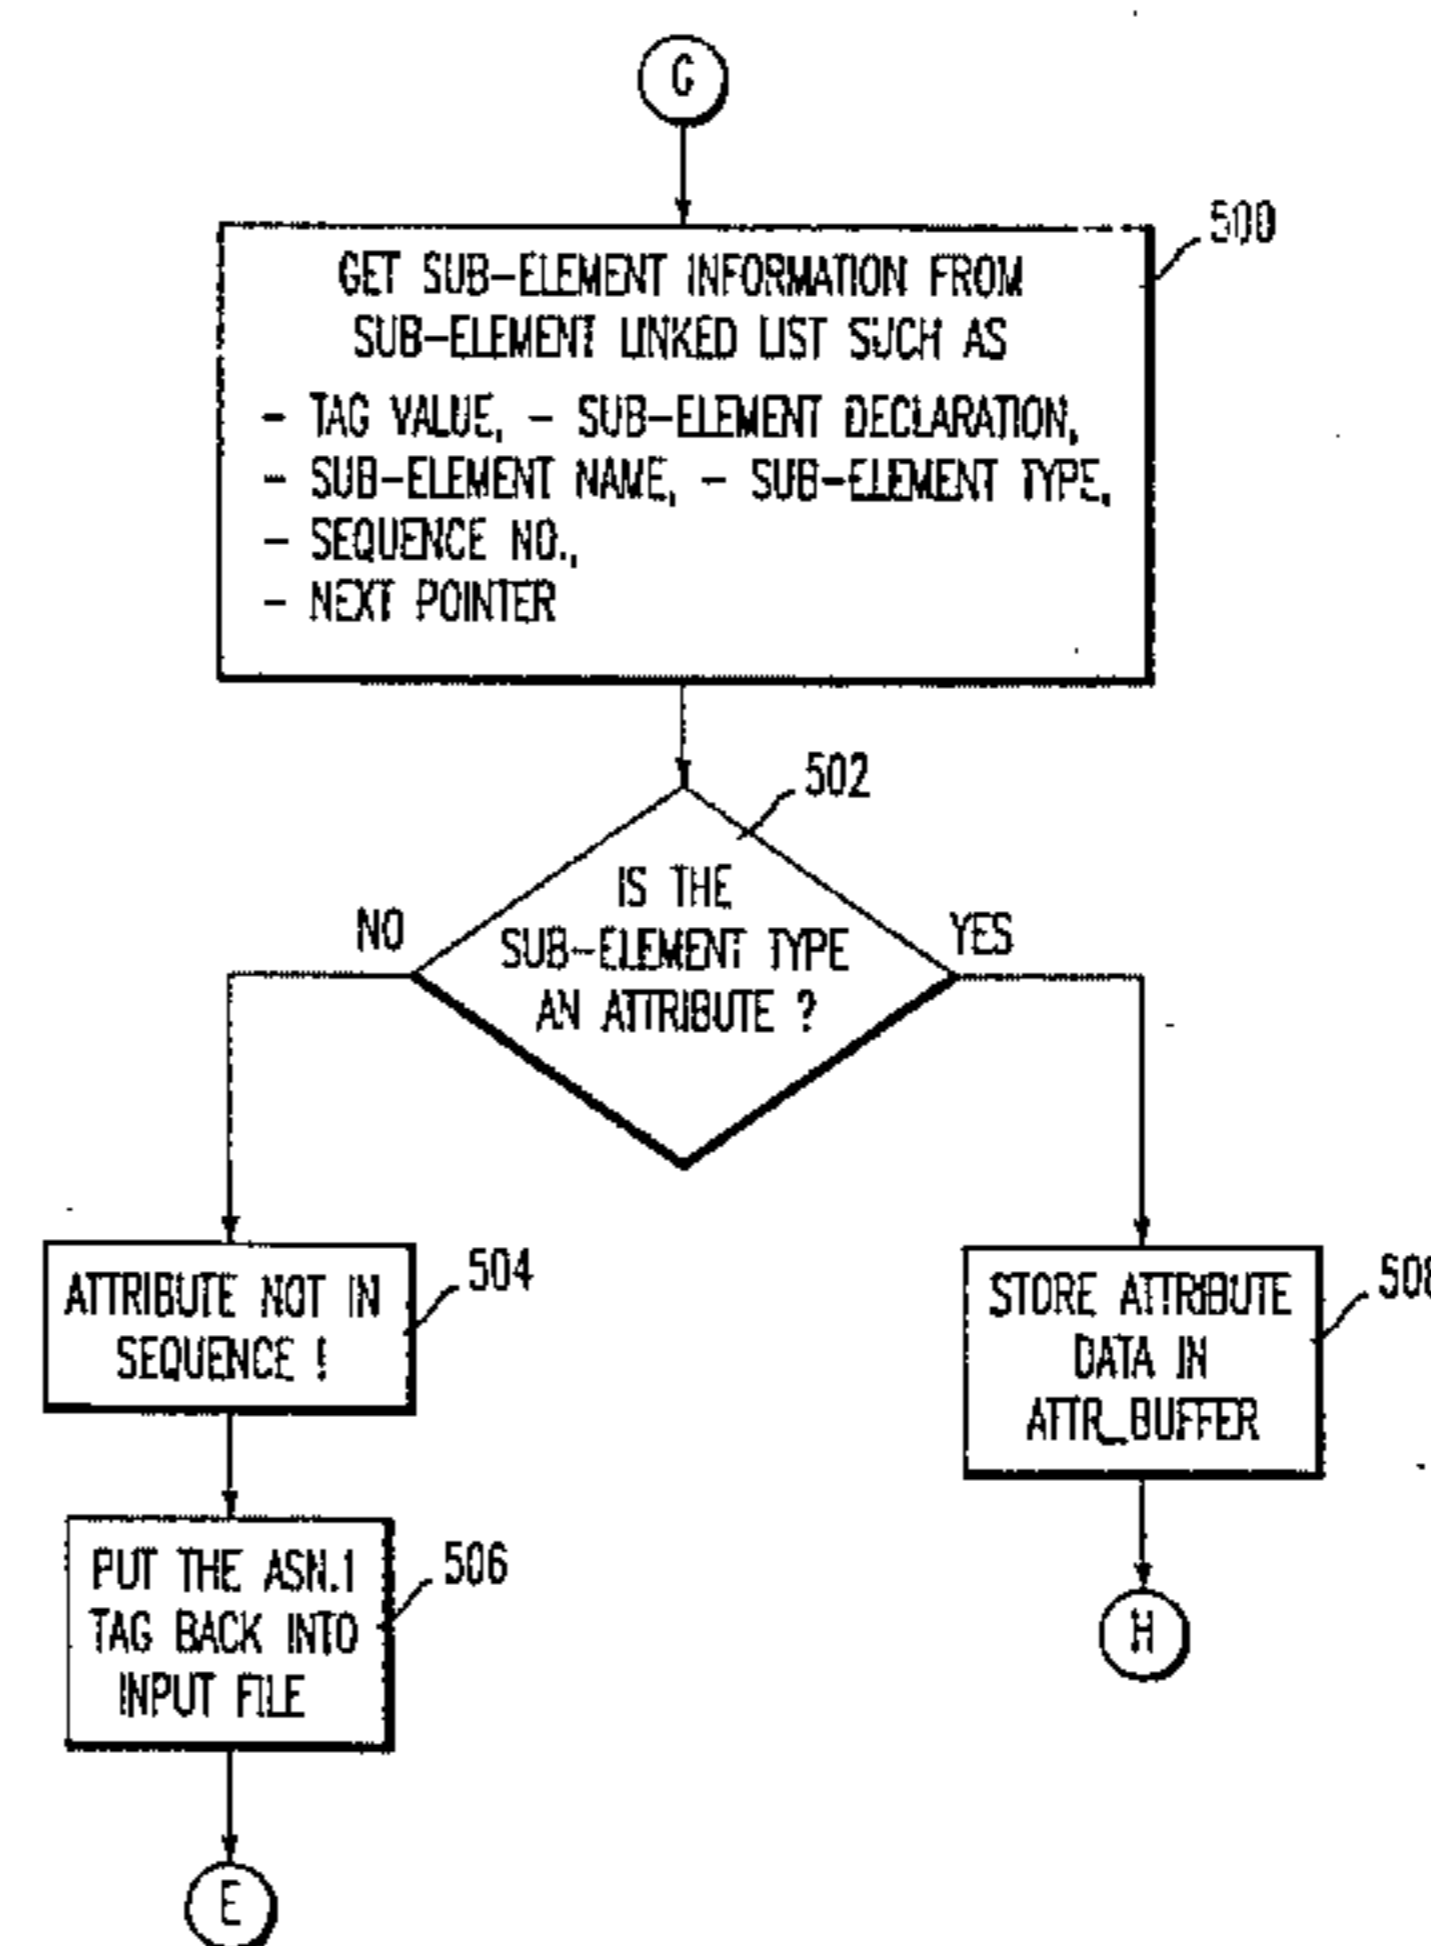 G
500
GET SUB-ELEMENT INFORMATION FROM
SUB-ELEMENT LINKED LIST SUCH AS
- TAG VALUE, - SUB-ELEMENT DECLARATION,
- SUB-ELEMENT NAME, - SUB-ELEMENT TYPE,
- SEQUENCE NO.,
- NEXT POINTER
502
IS THE
SUB-ELEMENT TYPE
AN ATTRIBUTE ?
NO
YES
ATTRIBUTE NOT IN
SEQUENCE !
504
STORE ATTRIBUTE
DATA IN
ATTR_BUFFER
508
PUT THE ASN.1
TAG BACK INTO
INPUT FILE
506
H
E